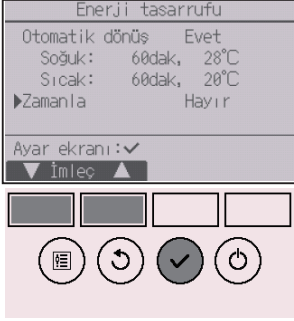 Enerji tasarrufu
Otomatik dönüş Evet
Soğuk: 60dak, 28°C
Sıcak: 60dak, 20°C
▶Zamanla Hayır
Ayar ekranı:✓
▼ İmleç ▲